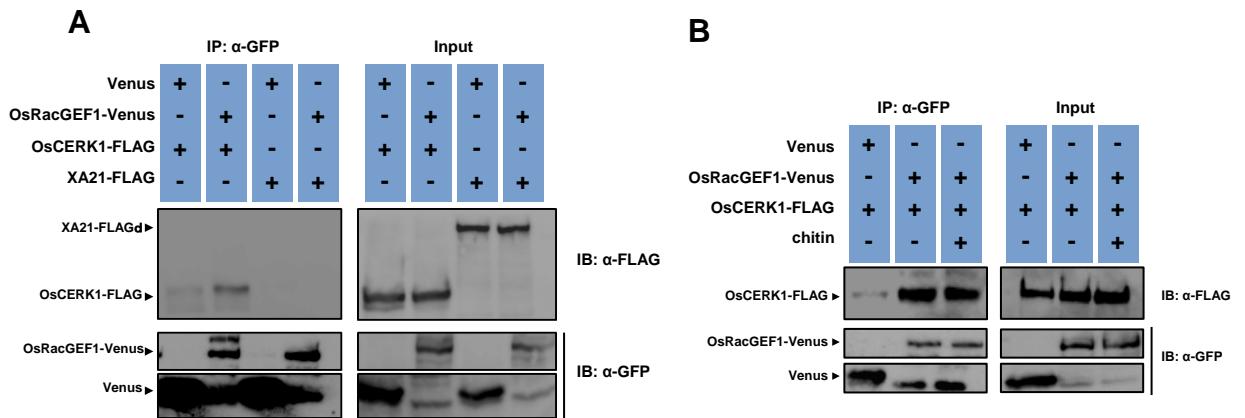 A
IP: α-GFP Input
Venus + - + - + - + -
OsRacGEF1-Venus - + - + - + - +
OsCERK1-FLAG + + - - + + - -
XA21-FLAG - - + + - - + +
XA21-FLAGd
OsCERK1-FLAG
IB: α-FLAG
OsRacGEF1-Venus
Venus
IB: α-GFP
B
IP: α-GFP Input
Venus + - - + - -
OsRacGEF1-Venus - + + - + +
OsCERK1-FLAG + + + + + +
chitin - - + - - +
OsCERK1-FLAG
IB: α-FLAG
OsRacGEF1-Venus
Venus
IB: α-GFP